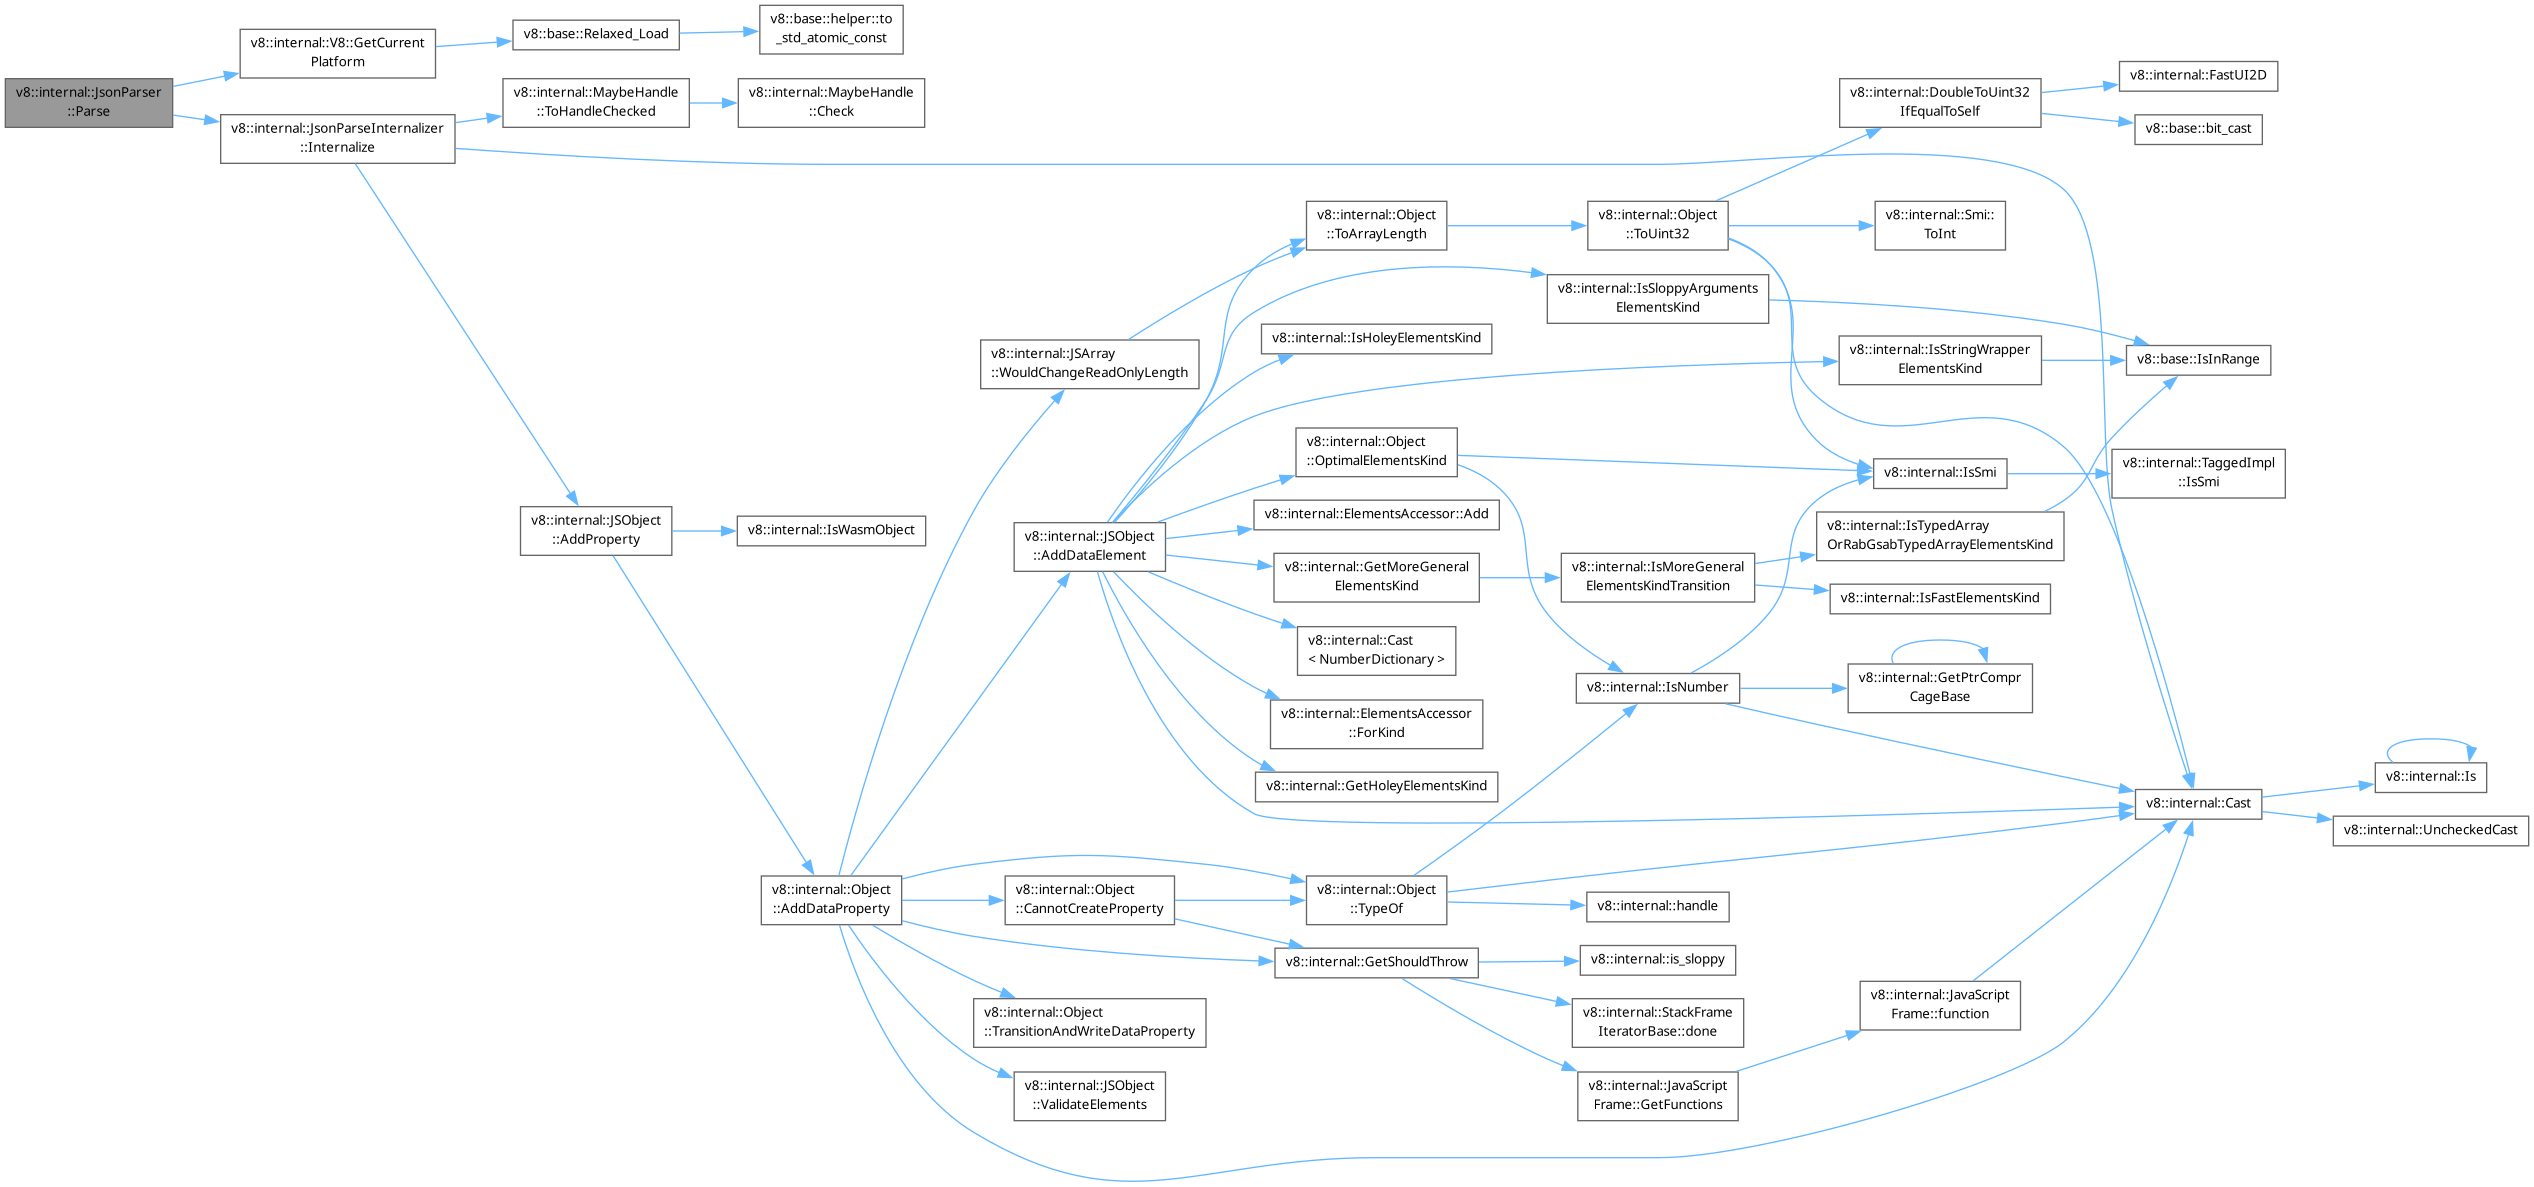 v8::internal::JsonParser
::Parse
v8::internal::V8::GetCurrent
Platform
v8::base::Relaxed_Load
v8::base::helper::to
_std_atomic_const
v8::internal::JsonParseInternalizer
::Internalize
v8::internal::MaybeHandle
::ToHandleChecked
v8::internal::MaybeHandle
::Check
v8::internal::JSObject
::AddProperty
v8::internal::IsWasmObject
v8::internal::Object
::AddDataProperty
v8::internal::JSArray
::WouldChangeReadOnlyLength
v8::internal::JSObject
::AddDataElement
v8::internal::Object
::CannotCreateProperty
v8::internal::Object
::TransitionAndWriteDataProperty
v8::internal::JSObject
::ValidateElements
v8::internal::Object
::ToArrayLength
v8::internal::IsHoleyElementsKind
v8::internal::Object
::OptimalElementsKind
v8::internal::ElementsAccessor::Add
v8::internal::GetMoreGeneral
ElementsKind
v8::internal::Cast
< NumberDictionary >
v8::internal::ElementsAccessor
::ForKind
v8::internal::GetHoleyElementsKind
v8::internal::Object
::TypeOf
v8::internal::GetShouldThrow
v8::internal::Object
::ToUint32
v8::internal::IsSloppyArguments
ElementsKind
v8::internal::IsMoreGeneral
ElementsKindTransition
v8::internal::IsNumber
v8::internal::handle
v8::internal::is_sloppy
v8::internal::StackFrame
IteratorBase::done
v8::internal::JavaScript
Frame::GetFunctions
v8::internal::DoubleToUint32
IfEqualToSelf
v8::internal::Smi::
ToInt
v8::internal::IsStringWrapper
ElementsKind
v8::internal::IsSmi
v8::internal::IsTypedArray
OrRabGsabTypedArrayElementsKind
v8::internal::IsFastElementsKind
v8::internal::GetPtrCompr
CageBase
v8::internal::JavaScript
Frame::function
v8::internal::FastUI2D
v8::base::bit_cast
v8::base::IsInRange
v8::internal::TaggedImpl
::IsSmi
v8::internal::Cast
v8::internal::Is
v8::internal::UncheckedCast